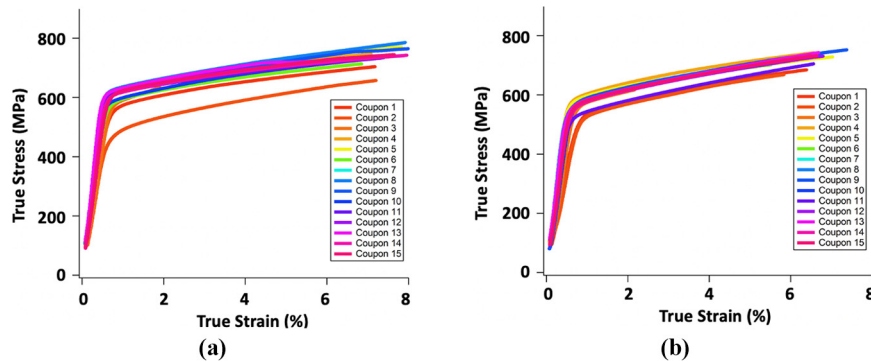 800
600
400
200
0
True Stress (MPa)
0
2
4
6
8
True Strain (%)
Coupon 1
Coupon 2
Coupon 3
Coupon 4
Coupon 5
Coupon 6
Coupon 7
Coupon 8
Coupon 9
Coupon 10
Coupon 11
Coupon 12
Coupon 13
Coupon 14
Coupon 15
(a)
800
600
400
200
0
True Stress (MPa)
0
2
4
6
8
True Strain (%)
Coupon 1
Coupon 2
Coupon 3
Coupon 4
Coupon 5
Coupon 6
Coupon 7
Coupon 8
Coupon 9
Coupon 10
Coupon 11
Coupon 12
Coupon 13
Coupon 14
Coupon 15
(b)